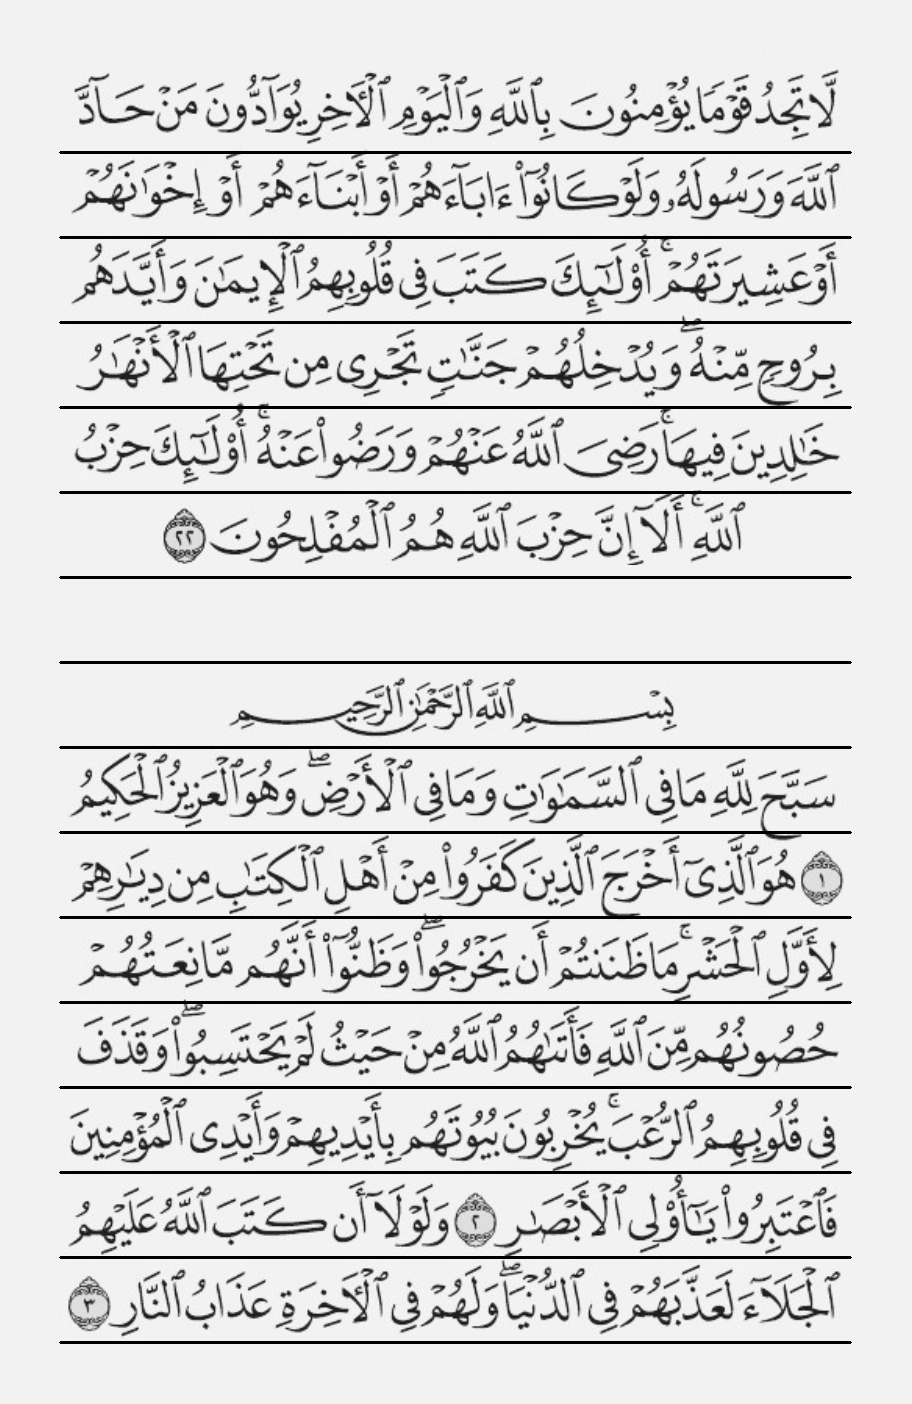 لَّا تَجِدُ قَوْمًا يُؤْمِنُونَ بِٱللَّهِ وَٱلْيَوْمِ ٱلْأَخِرِ يُوَآدُّونَ مَنْ حَآدَّ
ٱللَّهَ وَرَسُولَهُۥ وَلَوْ كَانُوٓا۟ ءَابَآءَهُمْ أَوْ أَبْنَآءَهُمْ أَوْ إِخْوَٰنَهُمْ
أَوْ عَشِيرَتَهُمْ ۚ أُو۟لَـٰٓئِكَ كَتَبَ فِى قُلُوبِهِمُ ٱلْإِيمَـٰنَ وَأَيَّدَهُم
بِرُوحٍ مِّنْهُ ۖ وَيُدْخِلُهُمْ جَنَّـٰتٍ تَجْرِى مِن تَحْتِهَا ٱلْأَنْهَـٰرُ
خَـٰلِدِينَ فِيهَا ۚ رَضِىَ ٱللَّهُ عَنْهُمْ وَرَضُوا۟ عَنْهُ ۚ أُو۟لَـٰٓئِكَ حِزْبُ
ٱللَّهِ ۚ أَلَآ إِنَّ حِزْبَ ٱللَّهِ هُمُ ٱلْمُفْلِحُونَ ٢٢
بِسْمِ ٱللَّهِ ٱلرَّحْمَـٰنِ ٱلرَّحِيمِ
سَبَّحَ لِلَّهِ مَا فِى ٱلسَّمَـٰوَٰتِ وَمَا فِى ٱلْأَرْضِ ۖ وَهُوَ ٱلْعَزِيزُ ٱلْحَكِيمُ
١ هُوَ ٱلَّذِىٓ أَخْرَجَ ٱلَّذِينَ كَفَرُوا۟ مِنْ أَهْلِ ٱلْكِتَـٰبِ مِن دِيَـٰرِهِمْ
لِأَوَّلِ ٱلْحَشْرِ ۚ مَا ظَنَنتُمْ أَن يَخْرُجُوا۟ ۖ وَظَنُّوٓا۟ أَنَّهُم مَّانِعَتُهُمْ
حُصُونُهُم مِّنَ ٱللَّهِ فَأَتَىٰهُمُ ٱللَّهُ مِنْ حَيْثُ لَمْ يَحْتَسِبُوا۟ ۖ وَقَذَفَ
فِى قُلُوبِهِمُ ٱلرُّعْبَ ۚ يُخْرِبُونَ بُيُوتَهُم بِأَيْدِيهِمْ وَأَيْدِى ٱلْمُؤْمِنِينَ
فَٱعْتَبِرُوا۟ يَـٰٓأُو۟لِى ٱلْأَبْصَـٰرِ ٢ وَلَوْلَآ أَن كَتَبَ ٱللَّهُ عَلَيْهِمُ
ٱلْجَلَآءَ لَعَذَّبَهُمْ فِى ٱلدُّنْيَا ۖ وَلَهُمْ فِى ٱلْأَخِرَةِ عَذَابُ ٱلنَّارِ ٣